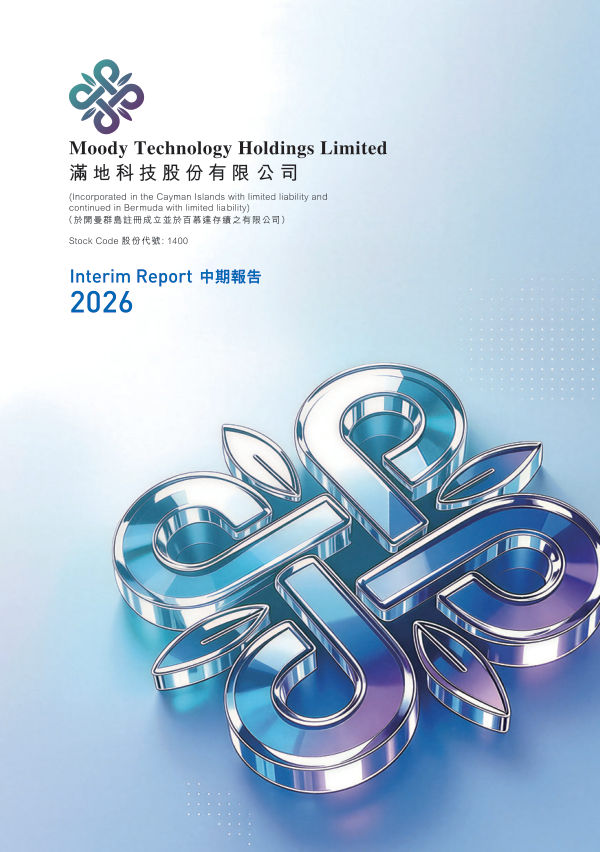 Moody Technology Holdings Limited
滿地科技股份有限公司
(Incorporated in the Cayman Islands with limited liability and
continued in Bermuda with limited liability)
(於開曼群島註冊成立並於百慕達存續之有限公司)
Stock Code 股份代號: 1400
Interim Report 中期報告
2026